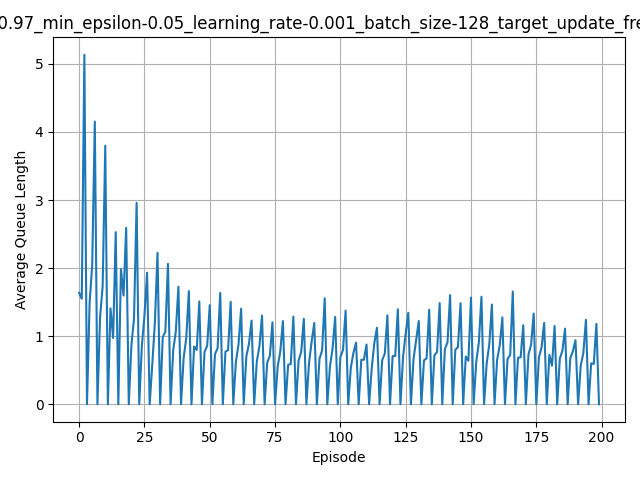 0.97_min_epsilon-0.05_learning_rate-0.001_batch_size-128_target_update_fre
5
4
3
2
1
0
Average Queue Length
0 25 50 75 100 125 150 175 200
Episode